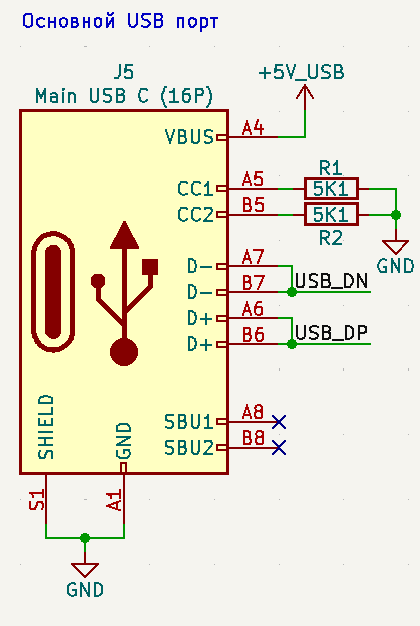 Основной USB порт
J5
Main USB C (16P)
+5V_USB
VBUS A4
R1
CC1 A5 5K1
CC2 B5 5K1
R2
GND
D- A7
USB_DN
D- B7
D+ A6
USB_DP
D+ B6
SBU1 A8
SBU2 B8
SHIELD
GND
S1
A1
GND